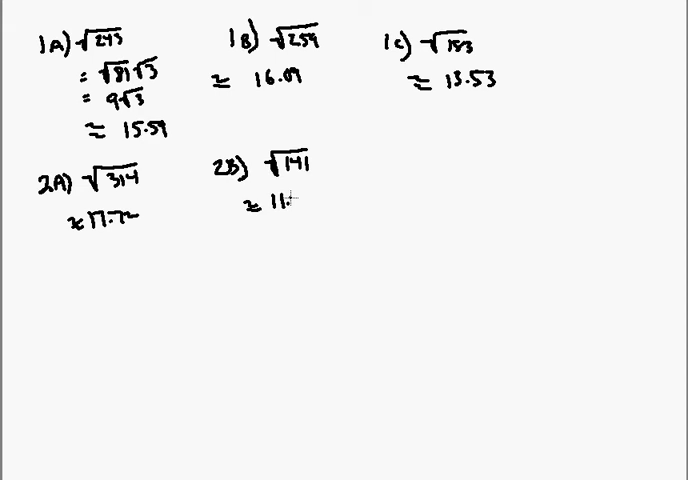 1A) √243
1B) √259
1C) √183
= √81√3
≈ 16.09
≈ 13.53
= 9√3
≈ 15.59
2A) √314
2B) √141
≈ 17.72
≈ 11.